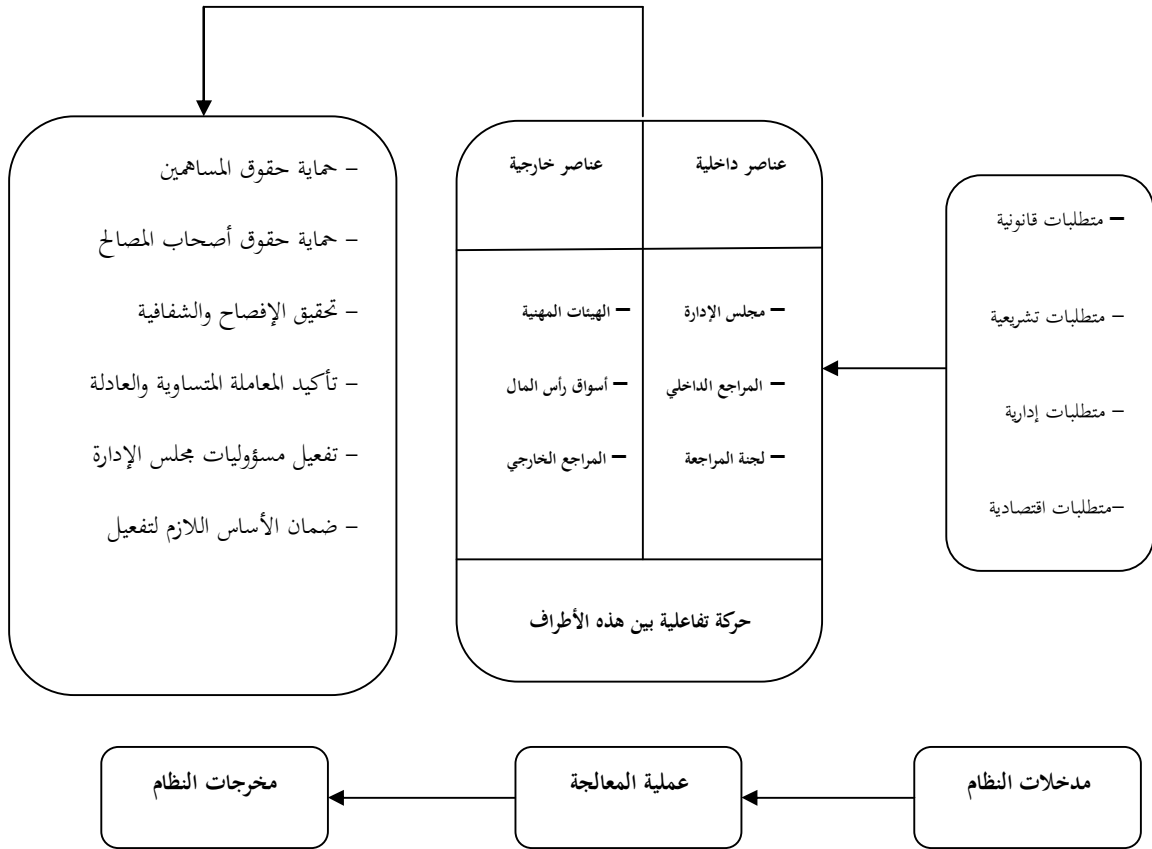 – متطلبات قانونية
– متطلبات تشريعية
– متطلبات إدارية
–متطلبات اقتصادية
عناصر داخلية
– مجلس الإدارة
– المراجع الداخلي
– لجنة المراجعة
عناصر خارجية
– الهيئات المهنية
– أسواق رأس المال
– المراجع الخارجي
حركة تفاعلية بين هذه الأطراف
– حماية حقوق المساهمين
– حماية حقوق أصحاب المصالح
– تحقيق الإفصاح والشفافية
– تأكيد المعاملة المتساوية والعادلة
– تفعيل مسؤوليات مجلس الإدارة
– ضمان الأساس اللازم لتفعيل
مدخلات النظام
عملية المعالجة
مخرجات النظام